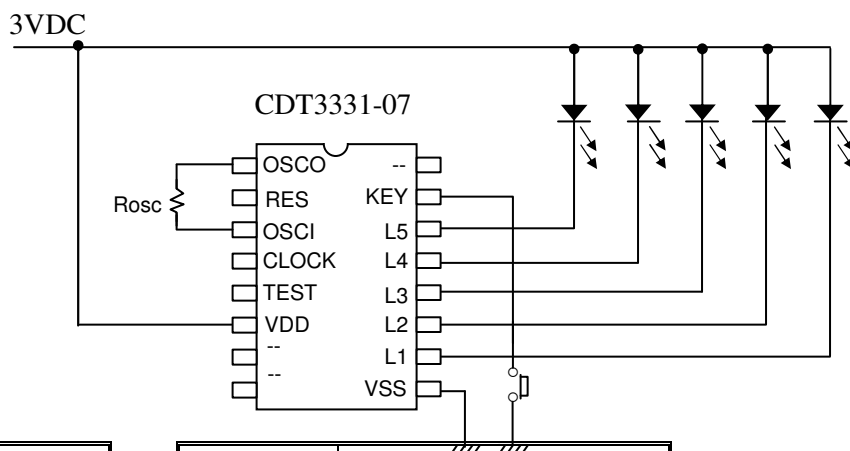 3VDC
CDT3331-07
OSCO
RES
OSCI
CLOCK
TEST
VDD
--
--
--
KEY
L5
L4
L3
L2
L1
VSS
Rosc